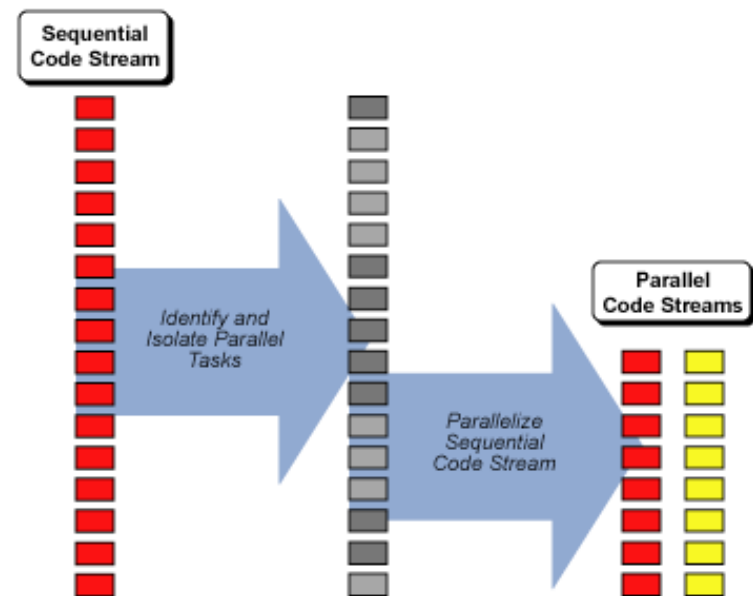 Sequential
Code Stream
Identify and
Isolate Parallel
Tasks
Parallel
Code Streams
Parallelize
Sequential
Code Stream